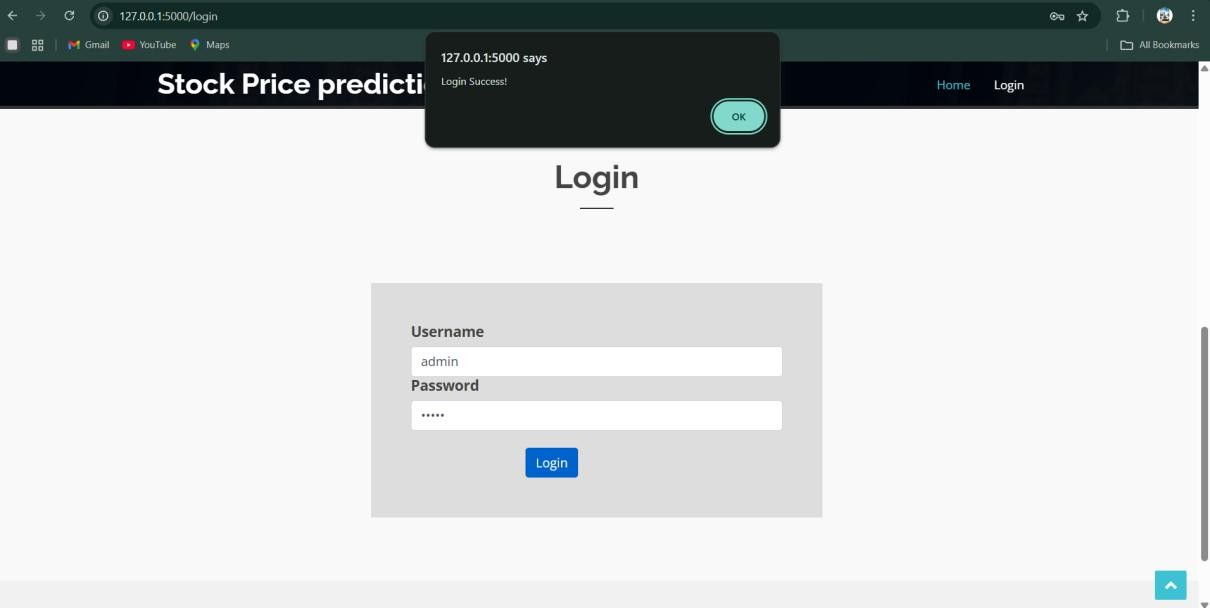 127.0.0.1:5000/login
Gmail YouTube Maps All Bookmarks
127.0.0.1:5000 says
Login Success!
OK
Stock Price predicti
Home Login
Login
Username
admin
Password
•••••
Login